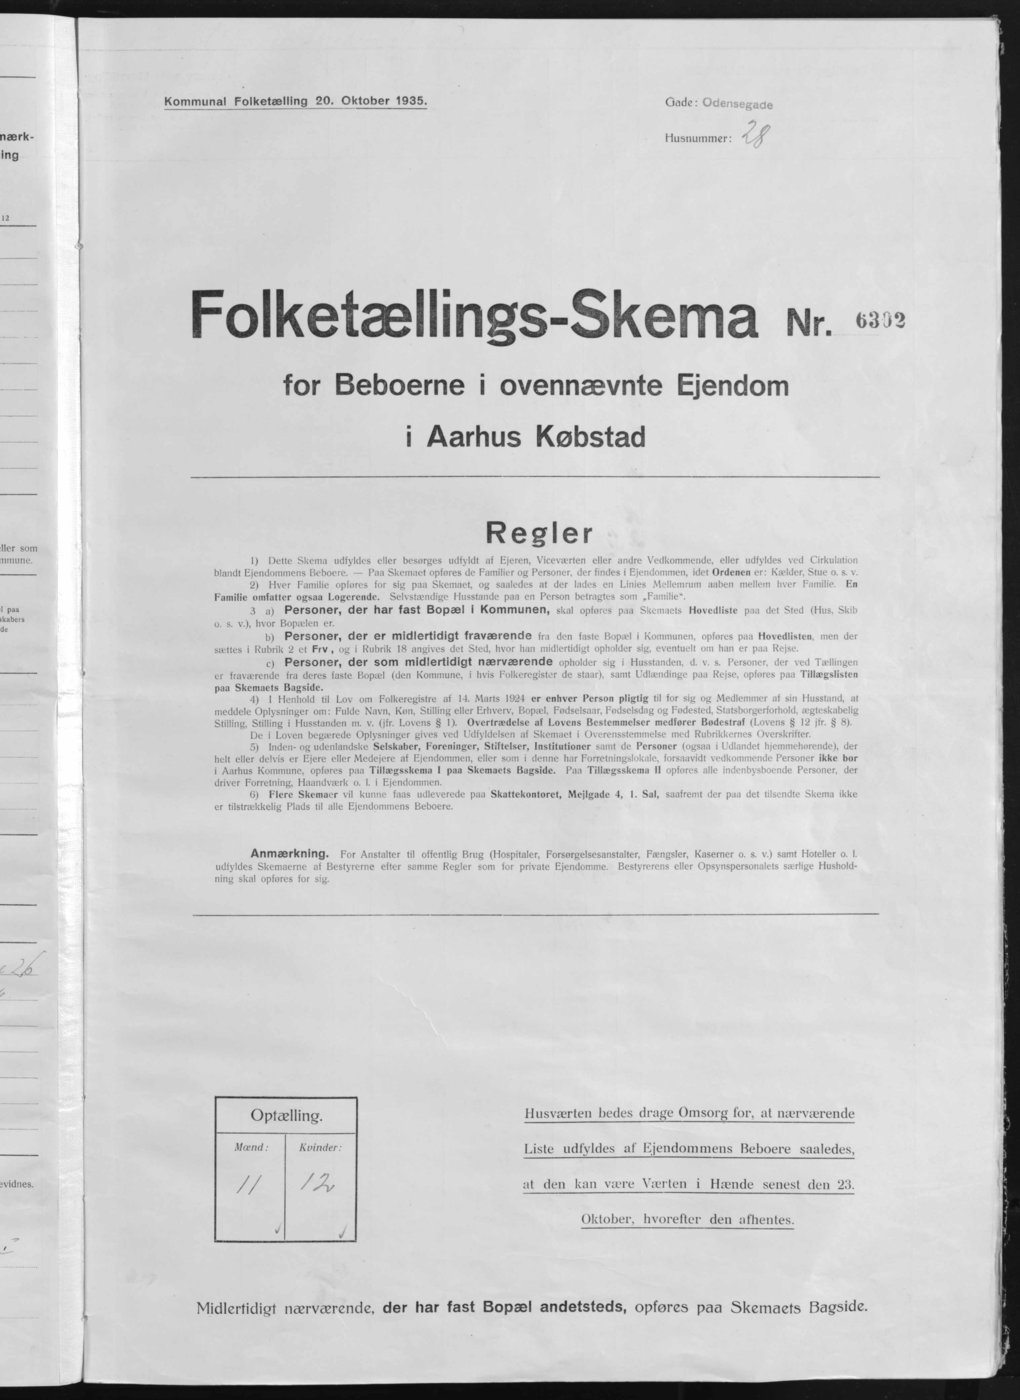 Kommunal Folketælling 20. Oktober 1935.
Gade: Odensegade
Husnummer: 28
Folketællings-Skema Nr. 6392
for Beboerne i ovennævnte Ejendom
i Aarhus Købstad
Regler
1) Dette Skema udfyldes eller besørges udfyldt af Ejeren, Viceværten eller andre Vedkommende, eller udfyldes ved Cirkulation
blandt Ejendommens Beboere. — Paa Skemaet opføres de Familier og Personer, der findes i Ejendommen, idet Ordenen er: Kælder, Stue o. s. v.
2) Hver Familie opføres for sig paa Skemaet, og saaledes at der lades en Linies Mellemrum aaben mellem hver Familie. En
Familie omfatter ogsaa Logerende. Selvstændige Husstande paa en Person betragtes som „Familie“.
3 a) Personer, der har fast Bopæl i Kommunen, skal opføres paa Skemaets Hovedliste paa det Sted (Hus, Skib
o. s. v.), hvor Bopælen er.
b) Personer, der er midlertidigt fraværende fra den faste Bopæl i Kommunen, opføres paa Hovedlisten, men der
sættes i Rubrik 2 et Frv., og i Rubrik 18 angives det Sted, hvor han midlertidigt opholder sig, eventuelt om han er paa Rejse.
c) Personer, der som midlertidigt nærværende opholder sig i Husstanden, d. v. s. Personer, der ved Tællingen
er fraværende fra deres faste Bopæl (den Kommune, i hvis Folkeregister de staar), samt Udlændinge paa Rejse, opføres paa Tillægslisten
paa Skemaets Bagside.
4) I Henhold til Lov om Folkeregistre af 14. Marts 1924 er enhver Person pligtig til for sig og Medlemmer af sin Husstand, at
meddele Oplysninger om: Fulde Navn, Køn, Stilling eller Erhverv, Bopæl, Fødselsaar, Fødselsdag og Fødested, Statsborgerforhold, ægteskabelig
Stilling, Stilling i Husstanden m. v. (jfr. Lovens § 1). Overtrædelse af Lovens Bestemmelser medfører Bødestraf (Lovens § 12 jfr. § 8).
De i Loven begærede Oplysninger gives ved Udfyldelsen af Skemaet i Overensstemmelse med Rubrikkernes Overskrifter.
5) Inden- og udenlandske Selskaber, Foreninger, Stiftelser, Institutioner samt de Personer (ogsaa i Udlandet hjemmehørende), der
helt eller delvis er Ejere eller Medejere af Ejendommen, eller som i denne har Forretningslokale, forsaavidt vedkommende Personer ikke bor
i Aarhus Kommune, opføres paa Tillægsskema I paa Skemaets Bagside. Paa Tillægsskema II opføres alle indenbysboende Personer, der
driver Forretning, Haandværk o. l. i Ejendommen.
6) Flere Skemaer vil kunne faas udleverede paa Skattekontoret, Mejlgade 4, 1. Sal, saafremt der paa det tilsendte Skema ikke
er tilstrækkelig Plads til alle Ejendommens Beboere.
Anmærkning. For Anstalter til offentlig Brug (Hospitaler, Forsørgelsesanstalter, Fængsler, Kaserner o. s. v.) samt Hoteller o. l.
udfyldes Skemaerne af Bestyrerne efter samme Regler som for private Ejendomme. Bestyrerens eller Opsynspersonalets særlige Hushold-
ning skal opføres for sig.
Optælling.
Mænd: Kvinder:
11 12
Husværten bedes drage Omsorg for, at nærværende
Liste udfyldes af Ejendommens Beboere saaledes,
at den kan være Værten i Hænde senest den 23.
Oktober, hvorefter den afhentes.
Midlertidigt nærværende, der har fast Bopæl andetsteds, opføres paa Skemaets Bagside.